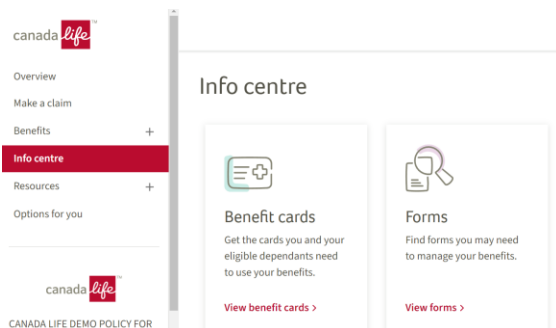 canada life™
Overview
Make a claim
Benefits +
Info centre
Resources +
Options for you
canada life™
CANADA LIFE DEMO POLICY FOR
Info centre
Benefit cards
Get the cards you and your
eligible dependants need
to use your benefits.
View benefit cards >
Forms
Find forms you may need
to manage your benefits.
View forms >